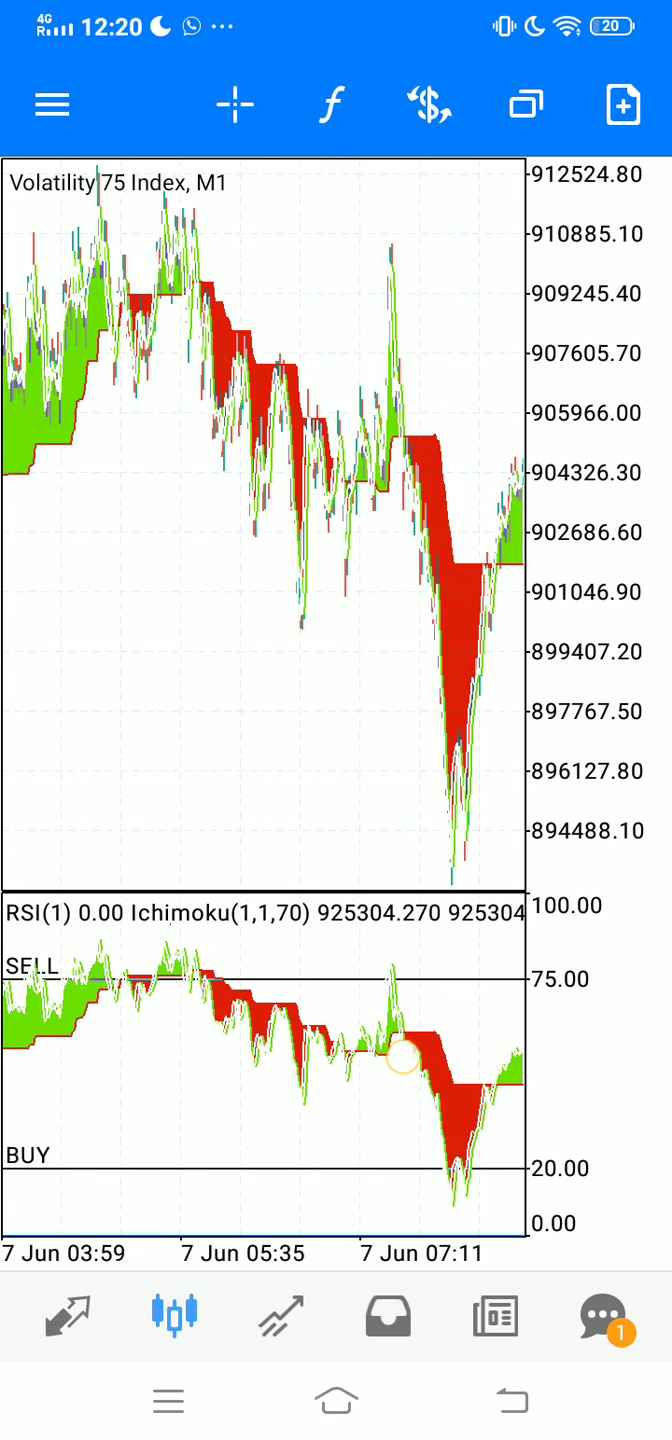 4G
R
12:20
20
Volatility 75 Index, M1
912524.80
910885.10
909245.40
907605.70
905966.00
904326.30
902686.60
901046.90
899407.20
897767.50
896127.80
894488.10
RSI(1) 0.00 Ichimoku(1,1,70) 925304.270 925304
100.00
SELL
75.00
BUY
20.00
0.00
7 Jun 03:59
7 Jun 05:35
7 Jun 07:11
1